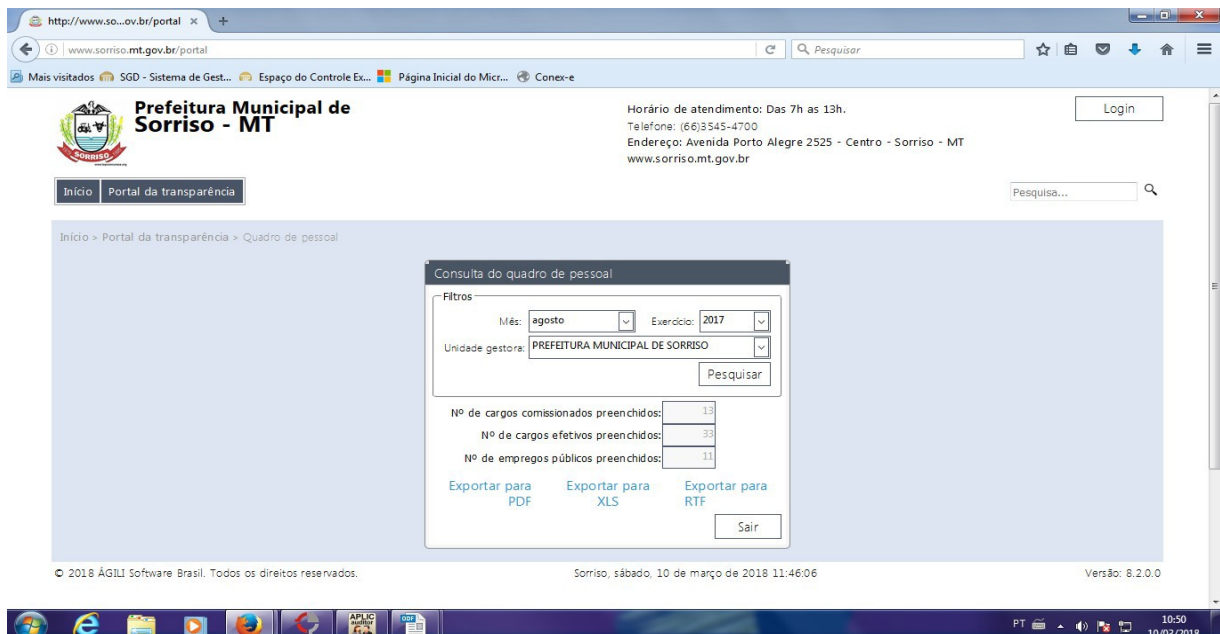 http://www.so...ov.br/portal
www.sorriso.mt.gov.br/portal
Pesquisar
Mais visitados SGD - Sistema de Gest... Espaço do Controle Ex... Página Inicial do Micr... Conex-e
Prefeitura Municipal de
Sorriso - MT
SORRISO
Horário de atendimento: Das 7h as 13h.
Telefone: (66)3545-4700
Endereço: Avenida Porto Alegre 2525 - Centro - Sorriso - MT
www.sorriso.mt.gov.br
Login
Início Portal da transparência
Pesquisa...
Início > Portal da transparência > Quadro de pessoal
Consulta do quadro de pessoal
Filtros
Mês: agosto Exercício: 2017
Unidade gestora: PREFEITURA MUNICIPAL DE SORRISO
Pesquisar
Nº de cargos comissionados preenchidos: 13
Nº de cargos efetivos preenchidos: 33
Nº de empregos públicos preenchidos: 11
Exportar para PDF Exportar para XLS Exportar para RTF
Sair
© 2018 ÁGILI Software Brasil. Todos os direitos reservados.
Sorriso, sábado, 10 de março de 2018 11:46:06
Versão: 8.2.0.0
APLIC
auditor
ODF
PT
10:50
10/03/2018